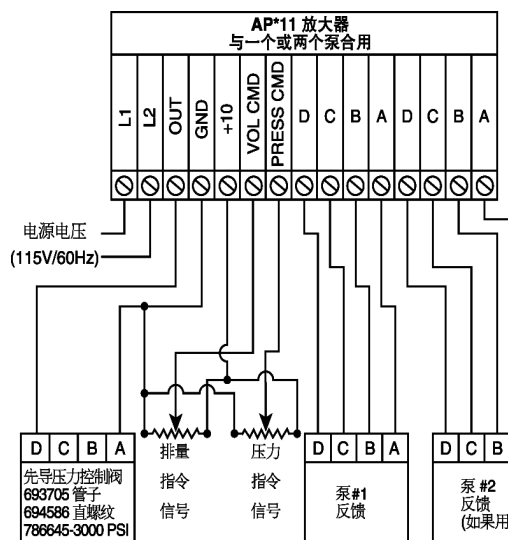 AP*11 放大器
与一个或两个泵合用
L1 L2 OUT GND +10 VOL CMD PRESS CMD D C B A D C B A
电源电压
(115V/60Hz)
D C B A
先导压力控制阀
693705 管子
694586 直螺纹
786645-3000 PSI
排量
指令
信号
压力
指令
信号
D C B A
泵#1
反馈
D C B
泵 #2
反馈
(如果用